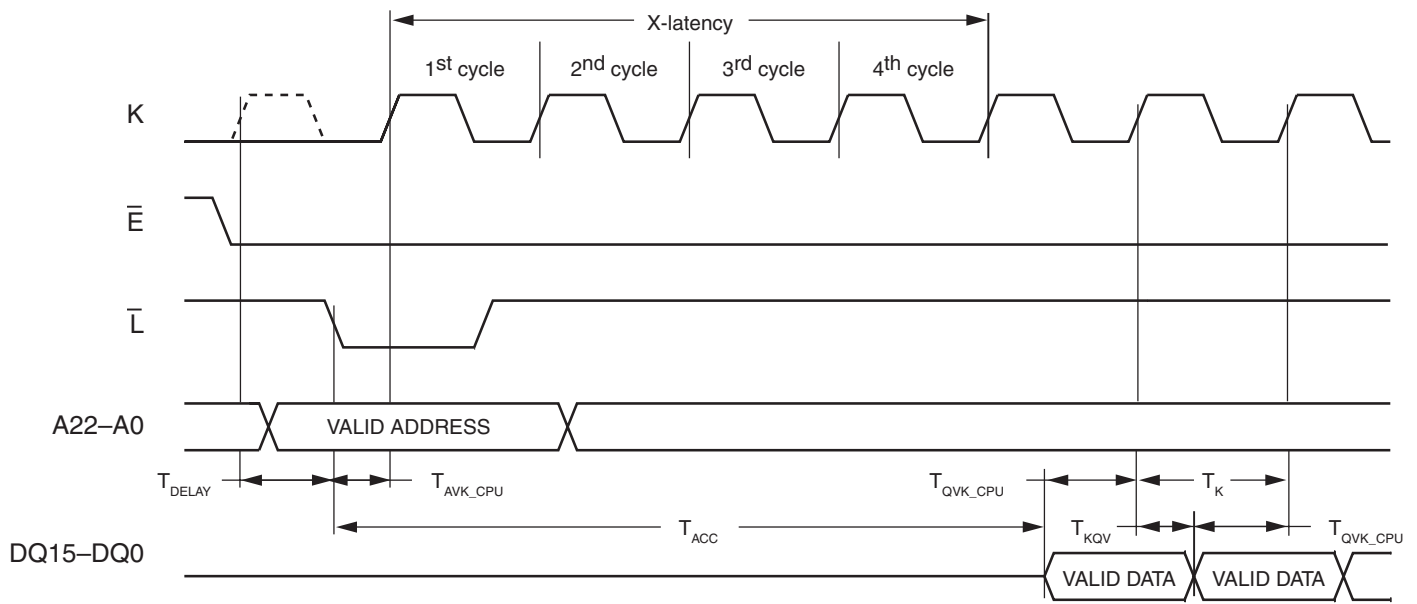 X-latency
1st cycle 2nd cycle 3rd cycle 4th cycle
K
E̅
L̅
A22–A0 VALID ADDRESS
TDELAY TAVK_CPU TQVK_CPU TK
TACC TKQV TQVK_CPU
DQ15–DQ0 VALID DATA VALID DATA